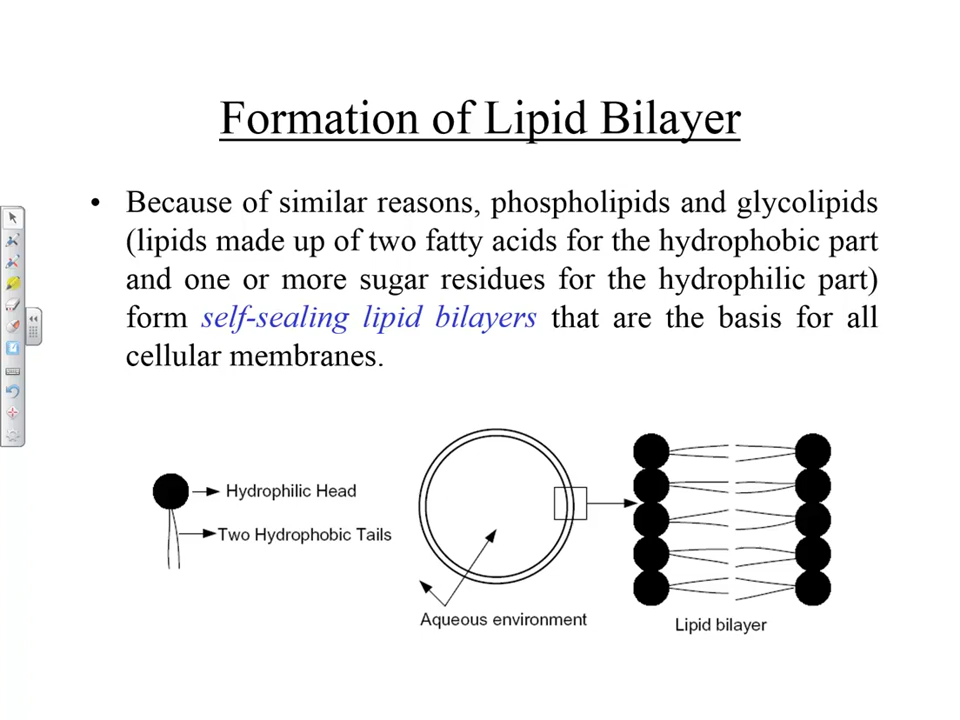 Formation of Lipid Bilayer
• Because of similar reasons, phospholipids and glycolipids
(lipids made up of two fatty acids for the hydrophobic part
and one or more sugar residues for the hydrophilic part)
form self-sealing lipid bilayers that are the basis for all
cellular membranes.
Hydrophilic Head
Two Hydrophobic Tails
Aqueous environment
Lipid bilayer